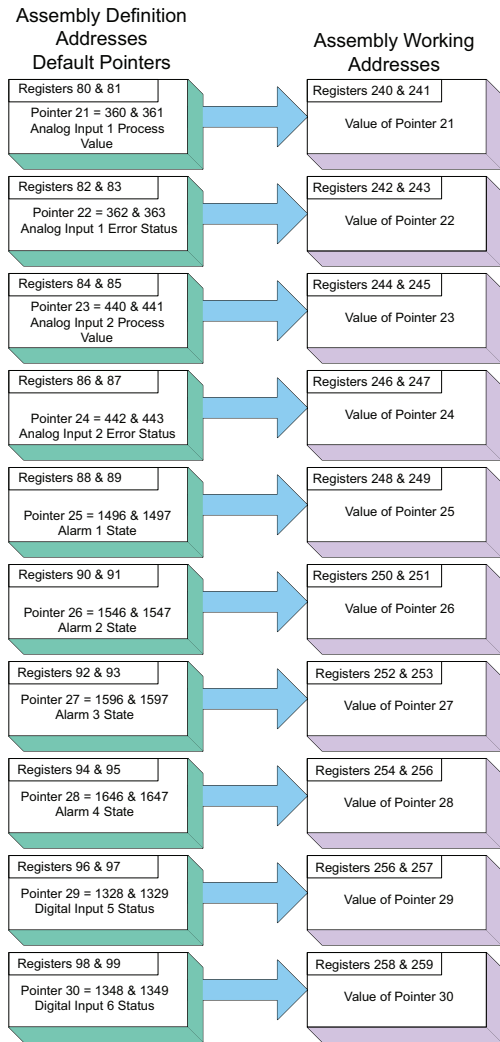 Assembly Definition
Addresses
Default Pointers
Assembly Working
Addresses
Registers 80 & 81
Pointer 21 = 360 & 361
Analog Input 1 Process
Value
Registers 240 & 241
Value of Pointer 21
Registers 82 & 83
Pointer 22 = 362 & 363
Analog Input 1 Error Status
Registers 242 & 243
Value of Pointer 22
Registers 84 & 85
Pointer 23 = 440 & 441
Analog Input 2 Process
Value
Registers 244 & 245
Value of Pointer 23
Registers 86 & 87
Pointer 24 = 442 & 443
Analog Input 2 Error Status
Registers 246 & 247
Value of Pointer 24
Registers 88 & 89
Pointer 25 = 1496 & 1497
Alarm 1 State
Registers 248 & 249
Value of Pointer 25
Registers 90 & 91
Pointer 26 = 1546 & 1547
Alarm 2 State
Registers 250 & 251
Value of Pointer 26
Registers 92 & 93
Pointer 27 = 1596 & 1597
Alarm 3 State
Registers 252 & 253
Value of Pointer 27
Registers 94 & 95
Pointer 28 = 1646 & 1647
Alarm 4 State
Registers 254 & 256
Value of Pointer 28
Registers 96 & 97
Pointer 29 = 1328 & 1329
Digital Input 5 Status
Registers 256 & 257
Value of Pointer 29
Registers 98 & 99
Pointer 30 = 1348 & 1349
Digital Input 6 Status
Registers 258 & 259
Value of Pointer 30